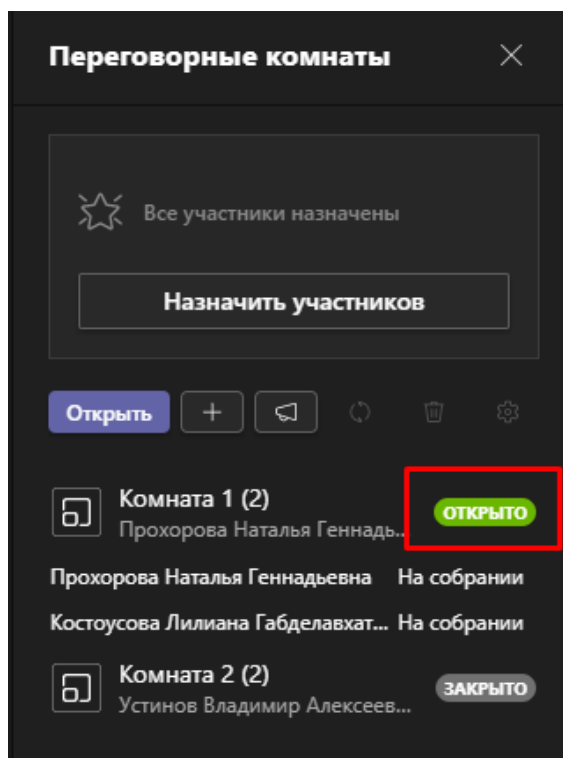 Переговорные комнаты
Все участники назначены
Назначить участников
Открыть
Комната 1 (2)
ОТКРЫТО
Прохорова Наталья Геннадь...
Прохорова Наталья Геннадьевна На собрании
Костоусова Лилиана Габделавхат... На собрании
Комната 2 (2)
ЗАКРЫТО
Устинов Владимир Алексеев...